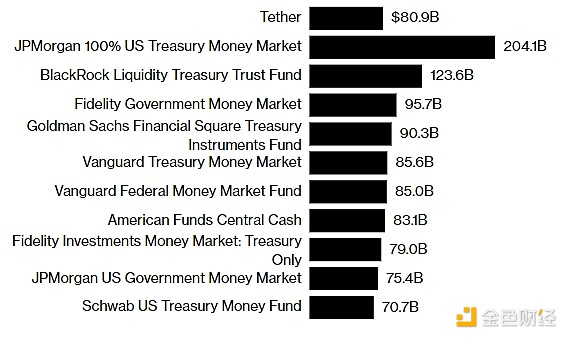 Tether $80.9B
JPMorgan 100% US Treasury Money Market 204.1B
BlackRock Liquidity Treasury Trust Fund 123.6B
Fidelity Government Money Market 95.7B
Goldman Sachs Financial Square Treasury
Instruments Fund 90.3B
Vanguard Treasury Money Market 85.6B
Vanguard Federal Money Market Fund 85.0B
American Funds Central Cash 83.1B
Fidelity Investments Money Market: Treasury
Only 79.0B
JPMorgan US Government Money Market 75.4B
Schwab US Treasury Money Fund 70.7B
金色财经